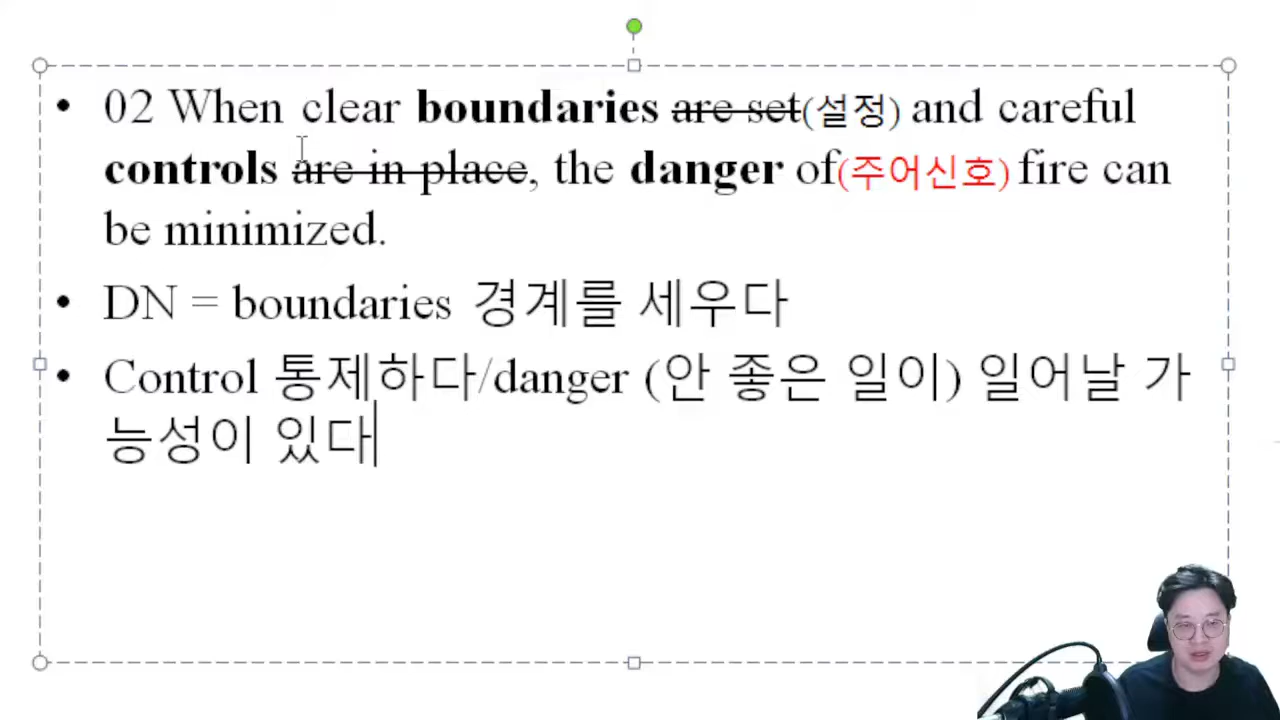 • 02 When clear boundaries are set(설정) and careful
controls are in place, the danger of(주어신호) fire can
be minimized.
• DN = boundaries 경계를 세우다
• Control 통제하다/danger (안 좋은 일이) 일어날 가
능성이 있다